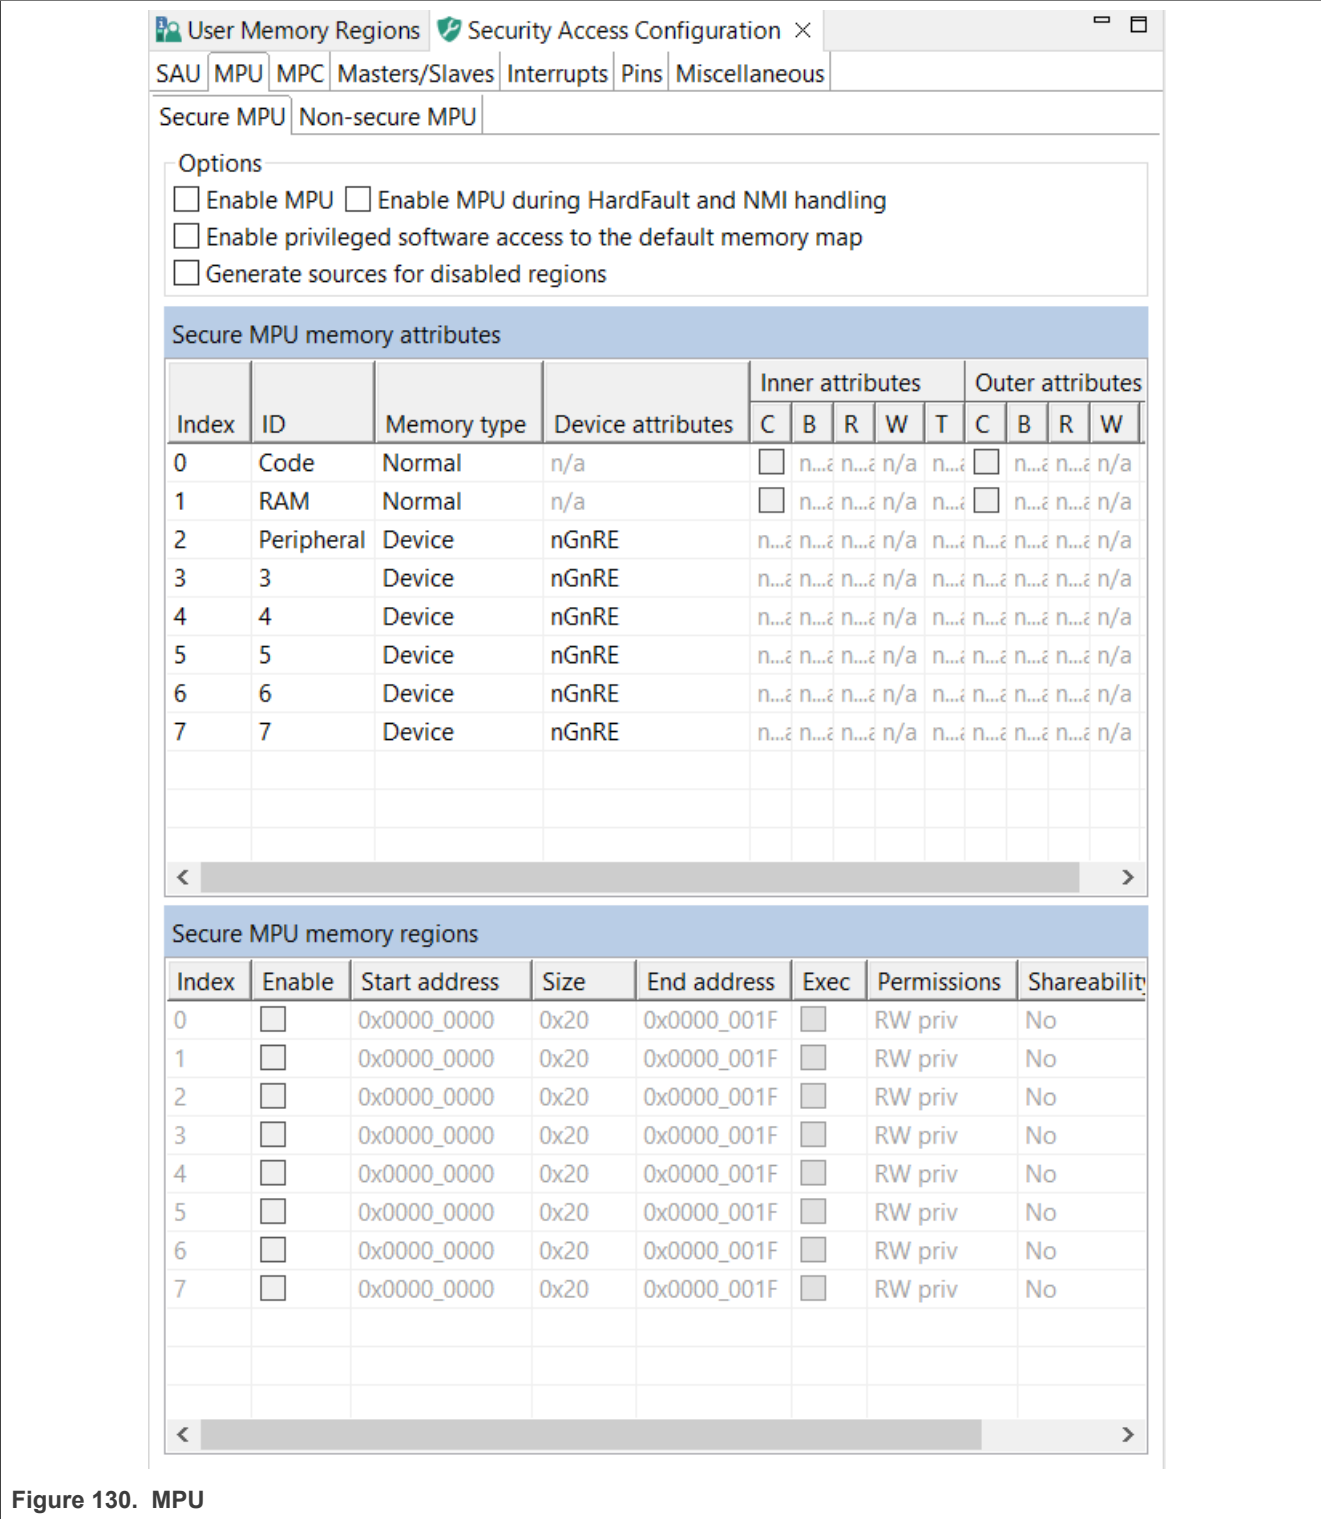 User Memory Regions Security Access Configuration
SAU MPU MPC Masters/Slaves Interrupts Pins Miscellaneous
Secure MPU Non-secure MPU
Options
Enable MPU Enable MPU during HardFault and NMI handling
Enable privileged software access to the default memory map
Generate sources for disabled regions
Secure MPU memory attributes
Inner attributes Outer attributes
Index ID Memory type Device attributes C B R W T C B R W
0 Code Normal n/a n...a n...a n/a n...a n...a n...a n/a
1 RAM Normal n/a n...a n...a n/a n...a n...a n...a n/a
2 Peripheral Device nGnRE n...a n...a n...a n/a n...a n...a n...a n...a n/a
3 3 Device nGnRE n...a n...a n...a n/a n...a n...a n...a n...a n/a
4 4 Device nGnRE n...a n...a n...a n/a n...a n...a n...a n...a n/a
5 5 Device nGnRE n...a n...a n...a n/a n...a n...a n...a n...a n/a
6 6 Device nGnRE n...a n...a n...a n/a n...a n...a n...a n...a n/a
7 7 Device nGnRE n...a n...a n...a n/a n...a n...a n...a n...a n/a
Secure MPU memory regions
Index Enable Start address Size End address Exec Permissions Shareability
0 0x0000_0000 0x20 0x0000_001F RW priv No
1 0x0000_0000 0x20 0x0000_001F RW priv No
2 0x0000_0000 0x20 0x0000_001F RW priv No
3 0x0000_0000 0x20 0x0000_001F RW priv No
4 0x0000_0000 0x20 0x0000_001F RW priv No
5 0x0000_0000 0x20 0x0000_001F RW priv No
6 0x0000_0000 0x20 0x0000_001F RW priv No
7 0x0000_0000 0x20 0x0000_001F RW priv No
Figure 130. MPU